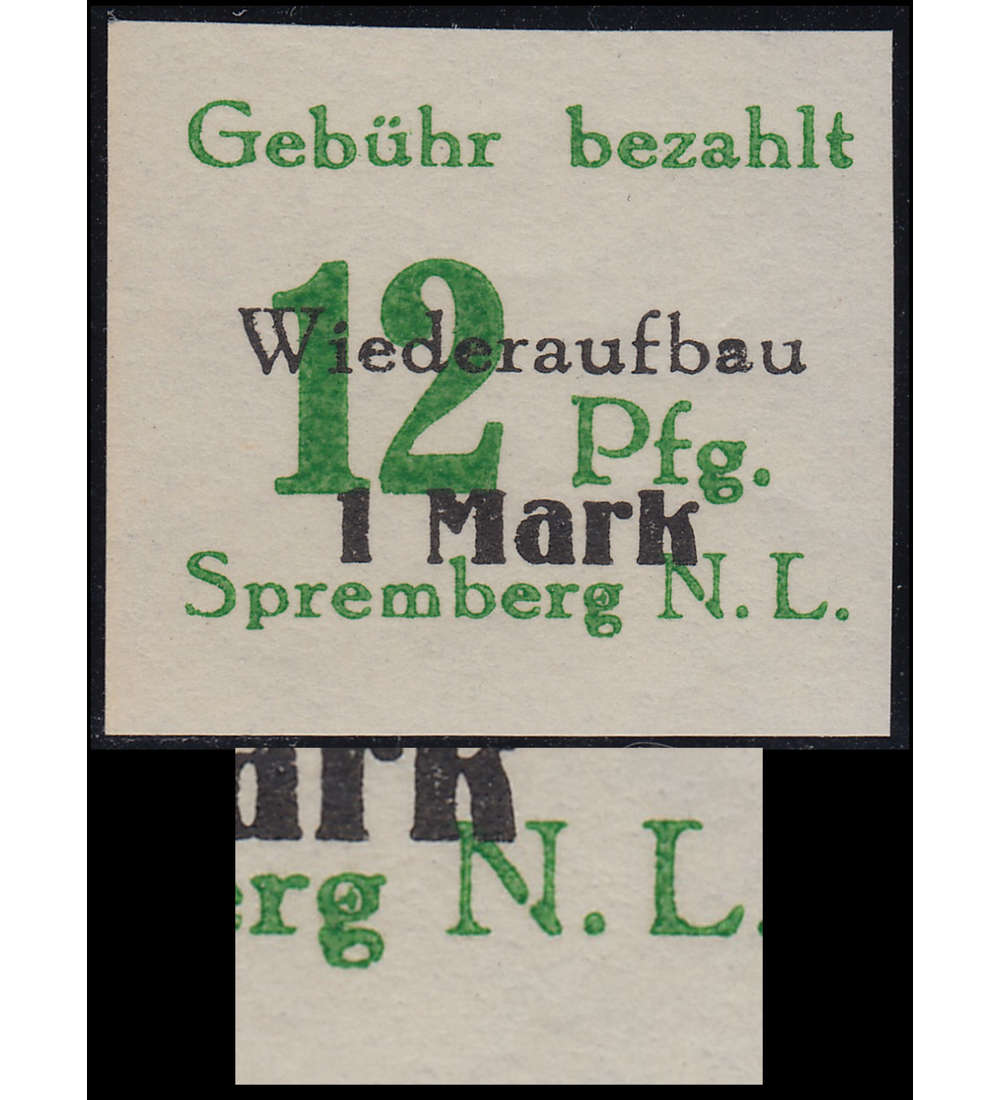 Gebühr bezahlt
12 Pfg.
Wiederaufbau
1 Mark
Spremberg N. L.
ark
erg N. L.